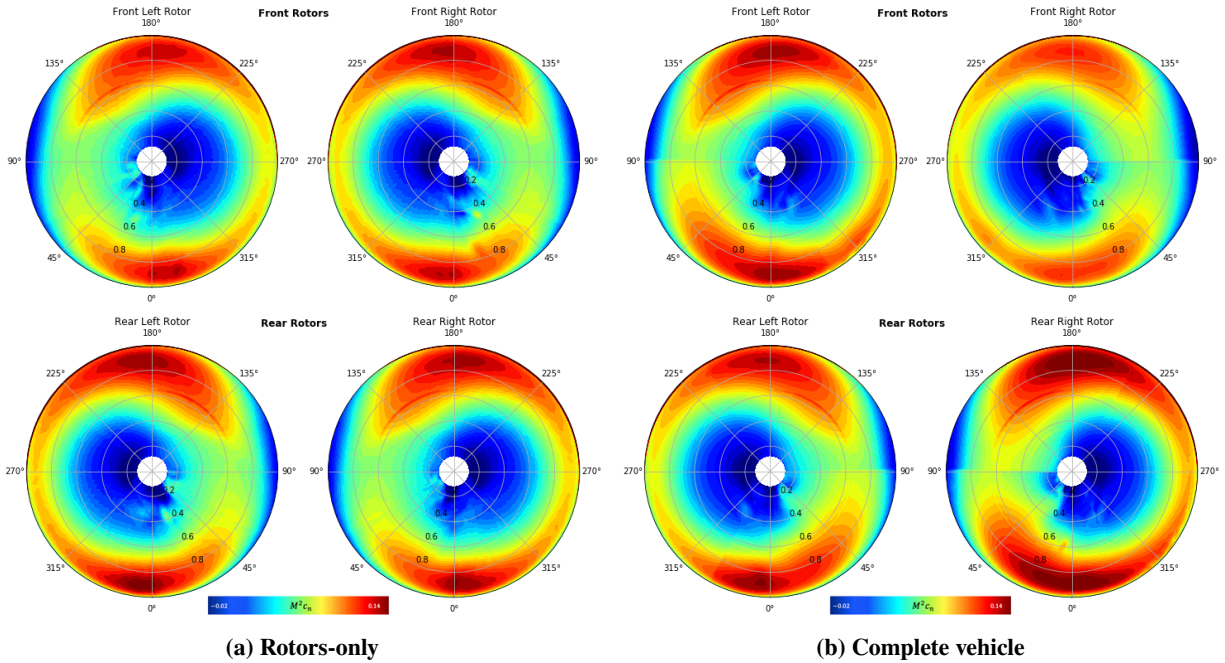 Front Left Rotor Front Rotors Front Right Rotor Front Left Rotor Front Rotors Front Right Rotor
180° 180° 180° 180°
135° 225° 225° 135° 135° 225° 225° 135°
90° 270° 270° 90° 90° 270° 270° 90°
0.2 0.2 0.2 0.2
0.4 0.4 0.4 0.4
0.6 0.6 0.6 0.6
0.8 0.8 0.8 0.8
45° 315° 315° 45° 45° 315° 315° 45°
0° 0° 0° 0°
Rear Left Rotor Rear Rotors Rear Right Rotor Rear Left Rotor Rear Rotors Rear Right Rotor
180° 180° 180° 180°
225° 135° 135° 225° 225° 135° 135° 225°
270° 90° 90° 270° 270° 90° 90° 270°
0.2 0.2 0.2 0.2
0.4 0.4 0.4 0.4
0.6 0.6 0.6 0.6
0.8 0.8 0.8 0.8
315° 45° 45° 315° 315° 45° 45° 315°
0° 0° 0° 0°
−0.02 M²cₙ 0.14 −0.02 M²cₙ 0.14
(a) Rotors-only (b) Complete vehicle